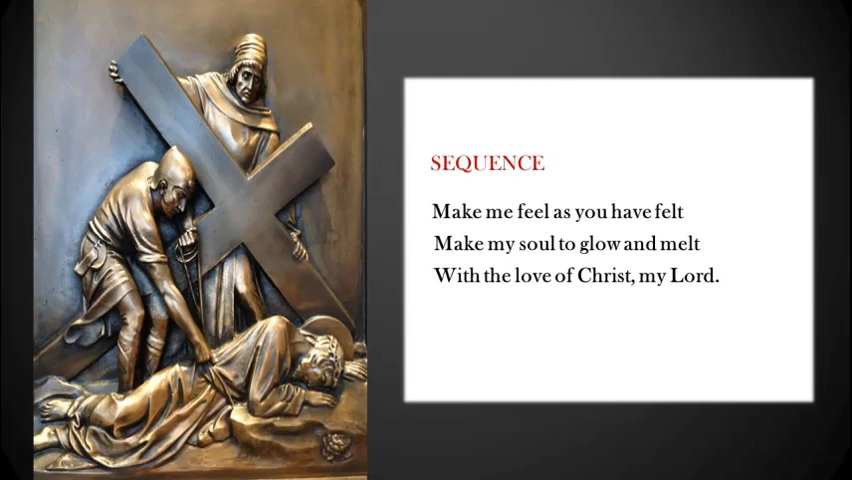 SEQUENCE
Make me feel as you have felt
Make my soul to glow and melt
With the love of Christ, my Lord.